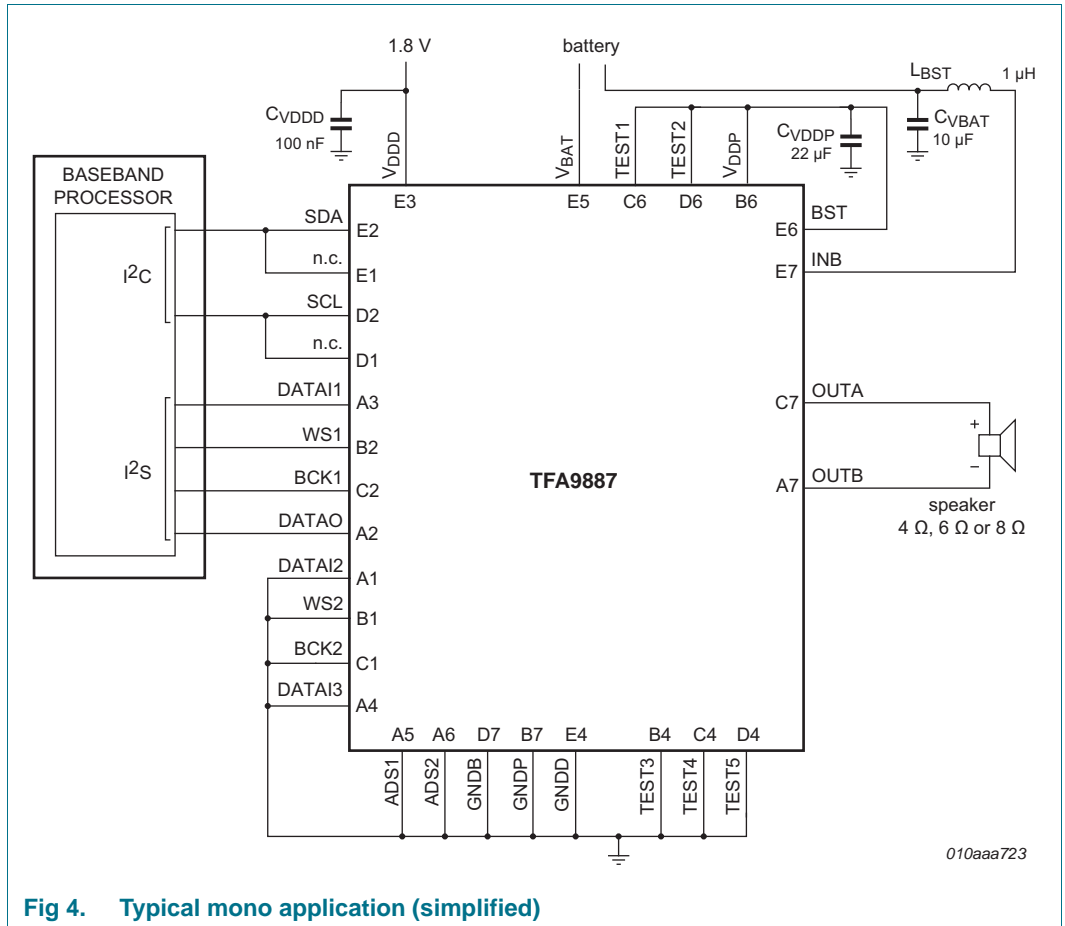 1.8 V
battery
LBST
1 µH
CVDDD
100 nF
VDDD
VBAT
TEST1
TEST2
VDDP
CVDDP
22 µF
CVBAT
10 µF
BASEBAND
PROCESSOR
E3
E5
C6
D6
B6
I2C
SDA
E2
n.c.
E1
SCL
D2
n.c.
D1
BST
E6
INB
E7
I2S
DATAI1
A3
WS1
B2
BCK1
C2
DATAO
A2
TFA9887
C7
OUTA
+
A7
OUTB
−
speaker
4 Ω, 6 Ω or 8 Ω
DATAI2
A1
WS2
B1
BCK2
C1
DATAI3
A4
A5
A6
D7
B7
E4
B4
C4
D4
ADS1
ADS2
GNDB
GNDP
GNDD
TEST3
TEST4
TEST5
010aaa723
Fig 4. Typical mono application (simplified)